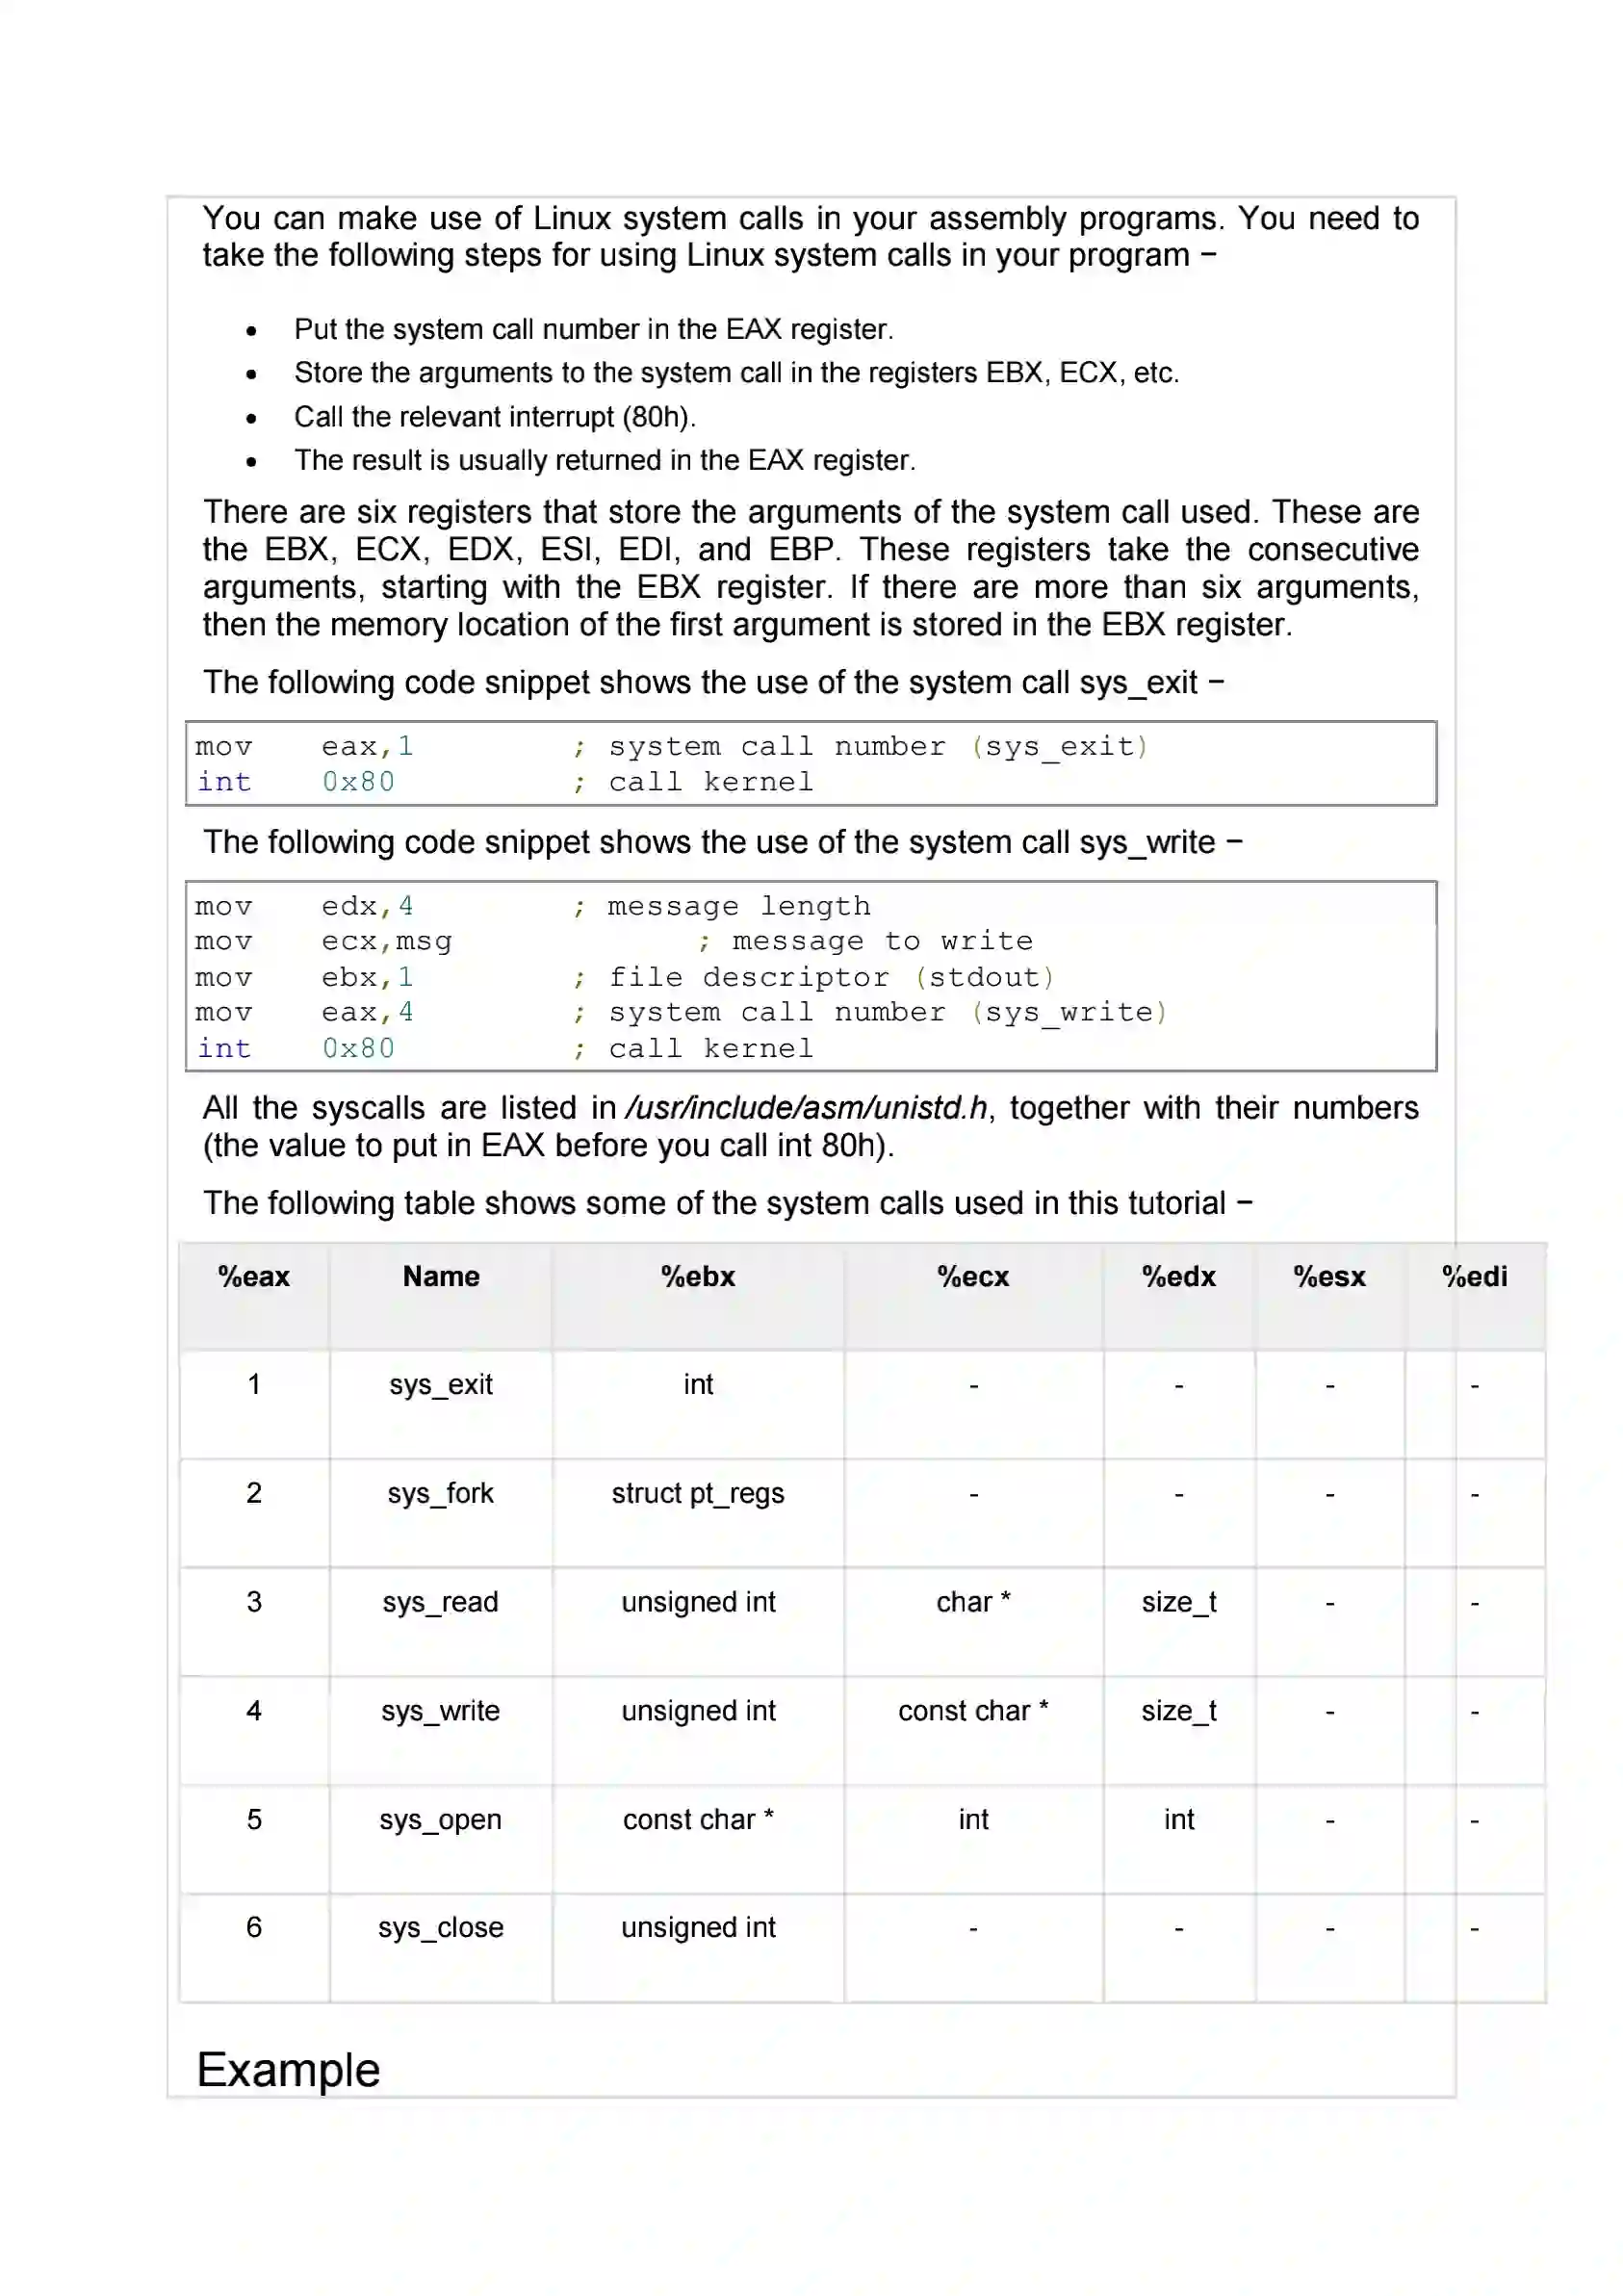 You can make use of Linux system calls in your assembly programs. You need to
take the following steps for using Linux system calls in your program −
• Put the system call number in the EAX register.
• Store the arguments to the system call in the registers EBX, ECX, etc.
• Call the relevant interrupt (80h).
• The result is usually returned in the EAX register.
There are six registers that store the arguments of the system call used. These are
the EBX, ECX, EDX, ESI, EDI, and EBP. These registers take the consecutive
arguments, starting with the EBX register. If there are more than six arguments,
then the memory location of the first argument is stored in the EBX register.
The following code snippet shows the use of the system call sys_exit −
mov eax,1 ; system call number (sys_exit)
int 0x80 ; call kernel
The following code snippet shows the use of the system call sys_write −
mov edx,4 ; message length
mov ecx,msg ; message to write
mov ebx,1 ; file descriptor (stdout)
mov eax,4 ; system call number (sys_write)
int 0x80 ; call kernel
All the syscalls are listed in /usr/include/asm/unistd.h, together with their numbers
(the value to put in EAX before you call int 80h).
The following table shows some of the system calls used in this tutorial −
%eax Name %ebx %ecx %edx %esx %edi
1 sys_exit int - - - -
2 sys_fork struct pt_regs - - - -
3 sys_read unsigned int char * size_t - -
4 sys_write unsigned int const char * size_t - -
5 sys_open const char * int int - -
6 sys_close unsigned int - - - -
Example